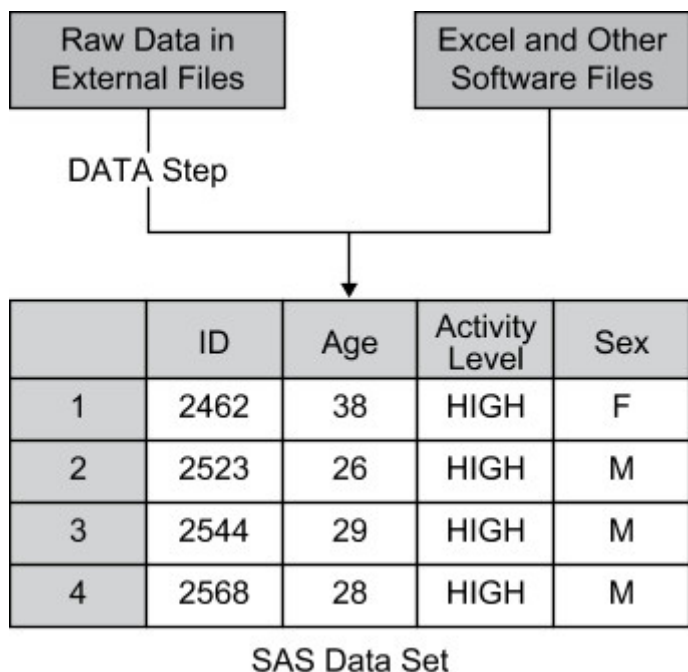 Raw Data in
External Files
Excel and Other
Software Files
DATA Step
ID Age Activity Level Sex
1 2462 38 HIGH F
2 2523 26 HIGH M
3 2544 29 HIGH M
4 2568 28 HIGH M
SAS Data Set